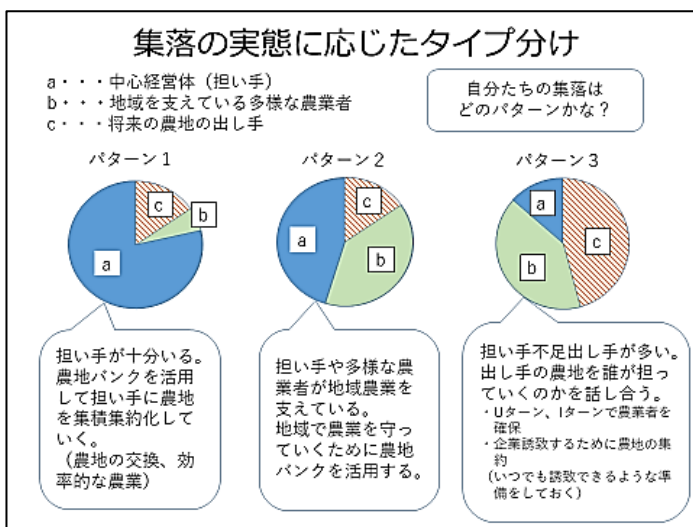 集落の実態に応じたタイプ分け
a・・・中心経営体（担い手）
b・・・地域を支えている多様な農業者
c・・・将来の農地の出し手
自分たちの集落は
どのパターンかな？
パターン１
パターン２
パターン３
c
b
a
c
a
b
a
c
b
担い手が十分いる。
農地バンクを活用
して担い手に農地
を集積集約化して
いく。
（農地の交換、効
率的な農業）
担い手や多様な農
業者が地域農業を
支えている。
地域で農業を守っ
ていくために農地
バンクを活用する。
担い手不足出し手が多い。
出し手の農地を誰が担っ
ていくのかを話し合う。
・Uターン、Iターンで農業者を
確保
・企業誘致するために農地の集
約
(いつでも誘致できるような準
備をしておく)